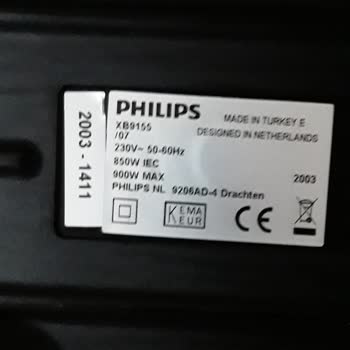 PHILIPS
XB9155
/07
MADE IN TURKEY E
DESIGNED IN NETHERLANDS
230V~ 50-60Hz
850W IEC
900W MAX
2003
PHILIPS NL 9206AD-4 Drachten
KEMA
EUR
CE
2003 - 1411